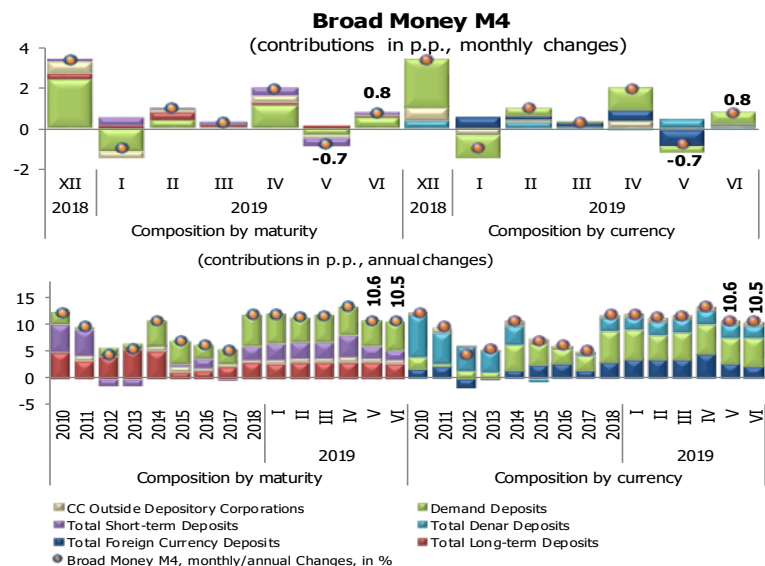 Broad Money M4
(contributions in p.p., monthly changes)
4
2
0
-2
0.8
-0.7
0.8
-0.7
XII I II III IV V VI XII I II III IV V VI
2018 2019 2018 2019
Composition by maturity Composition by currency
(contributions in p.p., annual changes)
15
10
5
0
-5
10.6 10.5 10.6 10.5
2010 2011 2012 2013 2014 2015 2016 2017 2018 I II III IV V VI 2010 2011 2012 2013 2014 2015 2016 2017 2018 I II III IV V VI
2019 2019
Composition by maturity Composition by currency
CC Outside Depository Corporations Demand Deposits
Total Short-term Deposits Total Denar Deposits
Total Foreign Currency Deposits Total Long-term Deposits
Broad Money M4, monthly/annual Changes, in %